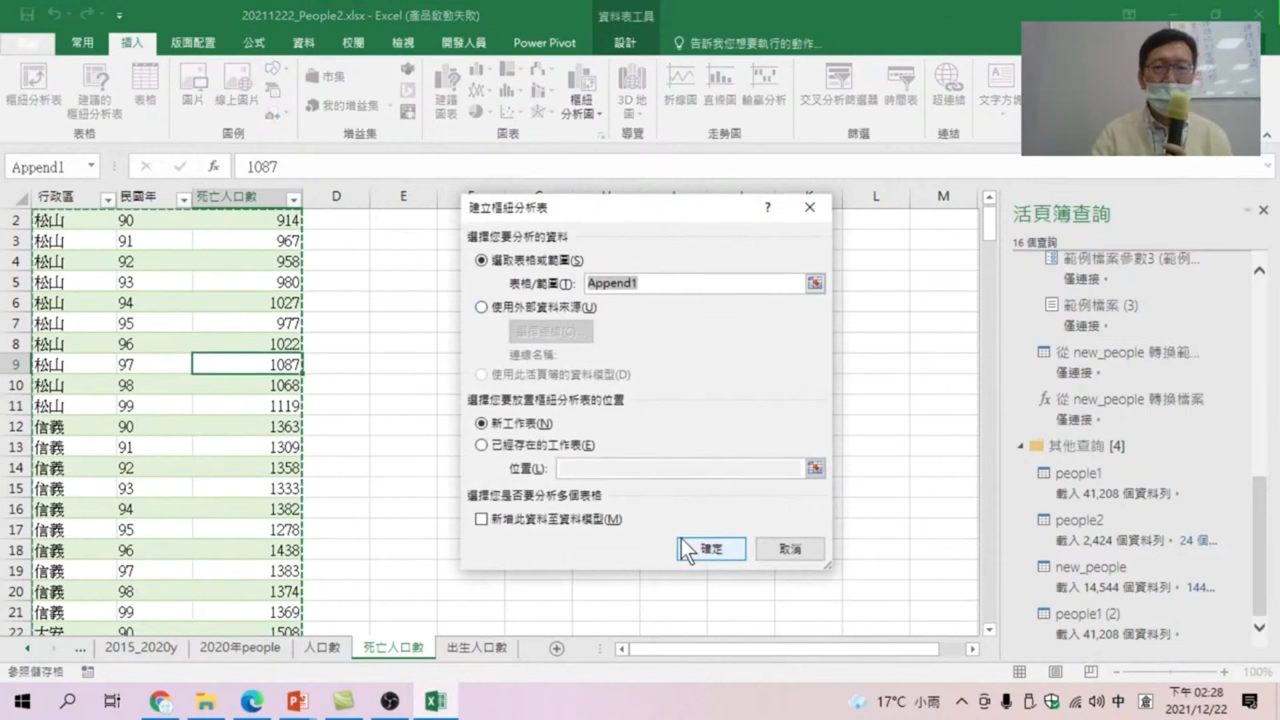 20211222_People2.xlsx - Excel (產品啟動失敗)
資料表工具
常用 插入 版面配置 公式 資料 校閱 檢視 開發人員 Power Pivot 設計 告訴我您想要執行的動作...
樞紐分析表 建議的樞紐分析表 表格 圖片 線上圖片 市集 我的增益集 建議圖表 樞紐分析圖 3D 地圖 折線圖 直條圖 輸贏分析 交叉分析篩選器 時間表 超連結 文字方塊
表格 圖例 增益集 圖表 導覽 走勢圖 篩選 連結
Append1 fx 1087
D E L M
行政區 民國年 死亡人口數
2 松山 90 914
3 松山 91 967
4 松山 92 958
5 松山 93 980
6 松山 94 1027
7 松山 95 977
8 松山 96 1022
9 松山 97 1087
10 松山 98 1068
11 松山 99 1119
12 信義 90 1363
13 信義 91 1309
14 信義 92 1358
15 信義 93 1333
16 信義 94 1382
17 信義 95 1278
18 信義 96 1438
19 信義 97 1383
20 信義 98 1374
21 信義 99 1369
22 大安 90 1508
建立樞紐分析表 ?
選擇您要分析的資料
選取表格或範圍(S)
表格/範圍(T): Append1
使用外部資料來源(U)
選擇連線(C)...
連線名稱:
使用此活頁簿的資料模型(D)
選擇您要放置樞紐分析表的位置
新工作表(N)
已經存在的工作表(E)
位置(L):
選擇您是否要分析多個表格
新增此資料至資料模型(M)
確定 取消
活頁簿查詢
16 個查詢
範例檔案參數3 (範例...
僅連接。
範例檔案 (3)
僅連接。
從 new_people 轉換範...
僅連接。
fx 從 new_people 轉換檔案
僅連接。
其他查詢 [4]
people1
載入 41,208 個資料列。
people2
載入 2,424 個資料列。 24 個...
new_people
載入 14,544 個資料列。 144...
people1 (2)
載入 41,208 個資料列。
... 2015_2020y 2020年people 人口數 死亡人口數 出生人口數
參照儲存格 100%
17°C 小雨 中 下午 02:28
2021/12/22